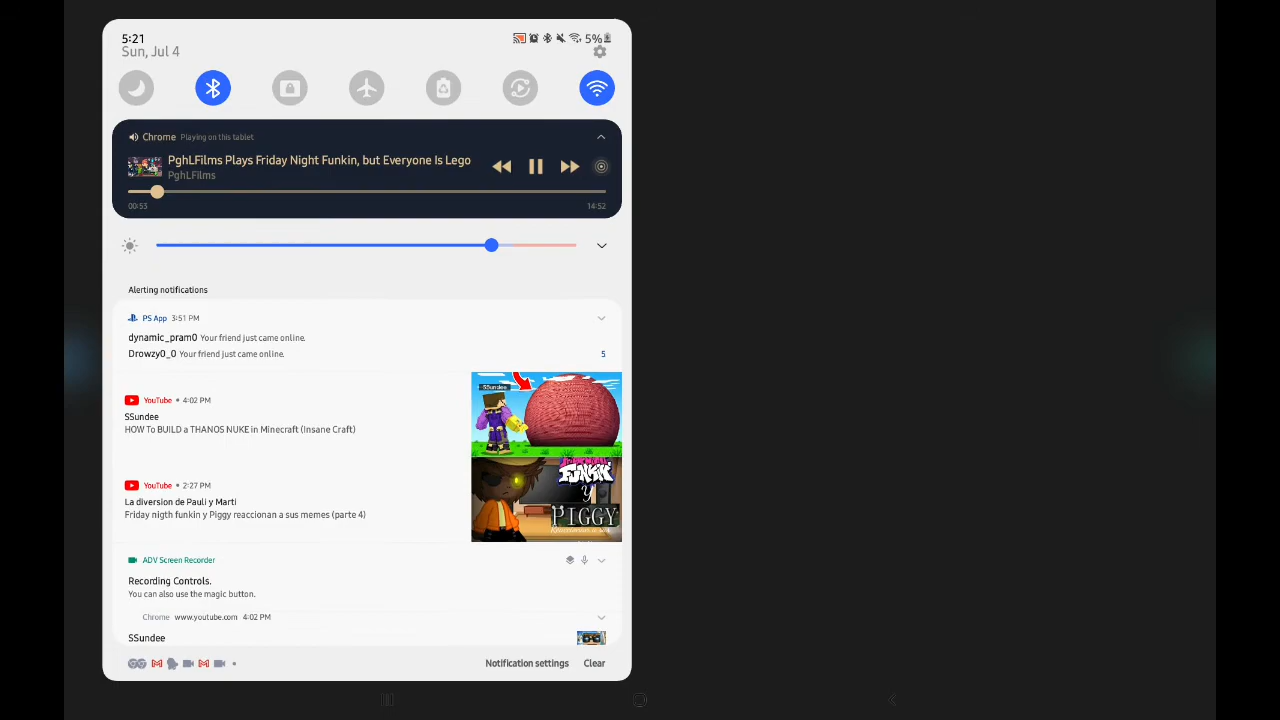 5:21
5%
Sun, Jul 4
Chrome Playing on this tablet
PghLFilms Plays Friday Night Funkin, but Everyone Is Lego
PghLFilms
00:53
14:52
Alerting notifications
PS App 3:51 PM
dynamic_pram0 Your friend just came online.
Drowzy0_0 Your friend just came online.
5
YouTube • 4:02 PM
SSundee
HOW To BUILD a THANOS NUKE in Minecraft (Insane Craft)
SSundee
YouTube • 2:27 PM
La diversion de Pauli y Martí
Friday nigth funkin y Piggy reaccionan a sus memes (parte 4)
FUNKIN
y
PIGGY
ADV Screen Recorder
Recording Controls.
You can also use the magic button.
Chrome www.youtube.com 4:02 PM
SSundee
Notification settings
Clear